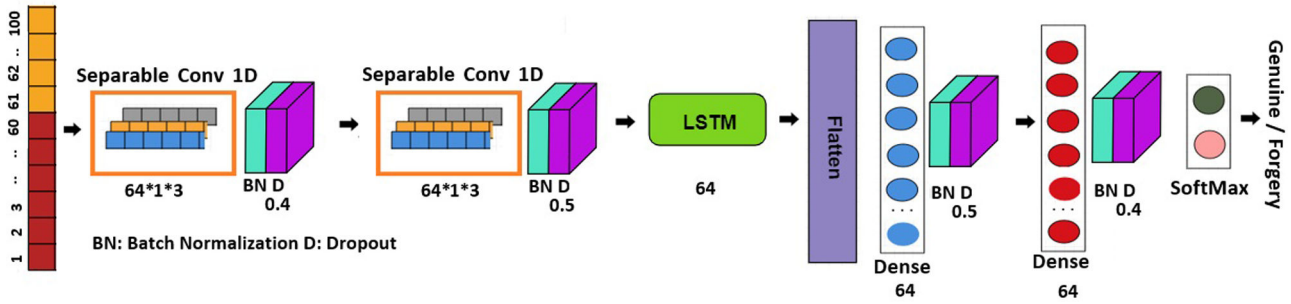 100
..
62
61
60
..
..
3
2
1
Separable Conv 1D
64*1*3
BN D
0.4
Separable Conv 1D
64*1*3
BN D
0.5
LSTM
64
Flatten
...
Dense
64
BN D
0.5
...
Dense
64
BN D
0.4
SoftMax
Genuine / Forgery
BN: Batch Normalization D: Dropout